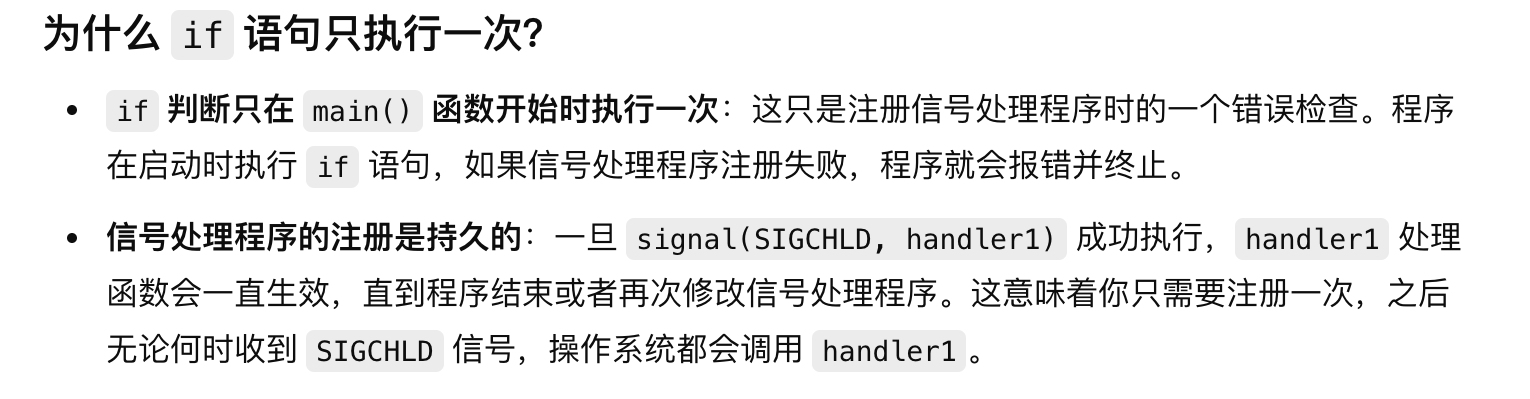 为什么 if 语句只执行一次?
• if 判断只在 main() 函数开始时执行一次：这只是注册信号处理程序时的一个错误检查。程序
在启动时执行 if 语句，如果信号处理程序注册失败，程序就会报错并终止。
• 信号处理程序的注册是持久的：一旦 signal(SIGCHLD, handler1) 成功执行，handler1 处理
函数会一直生效，直到程序结束或者再次修改信号处理程序。这意味着你只需要注册一次，之后
无论何时收到 SIGCHLD 信号，操作系统都会调用 handler1。